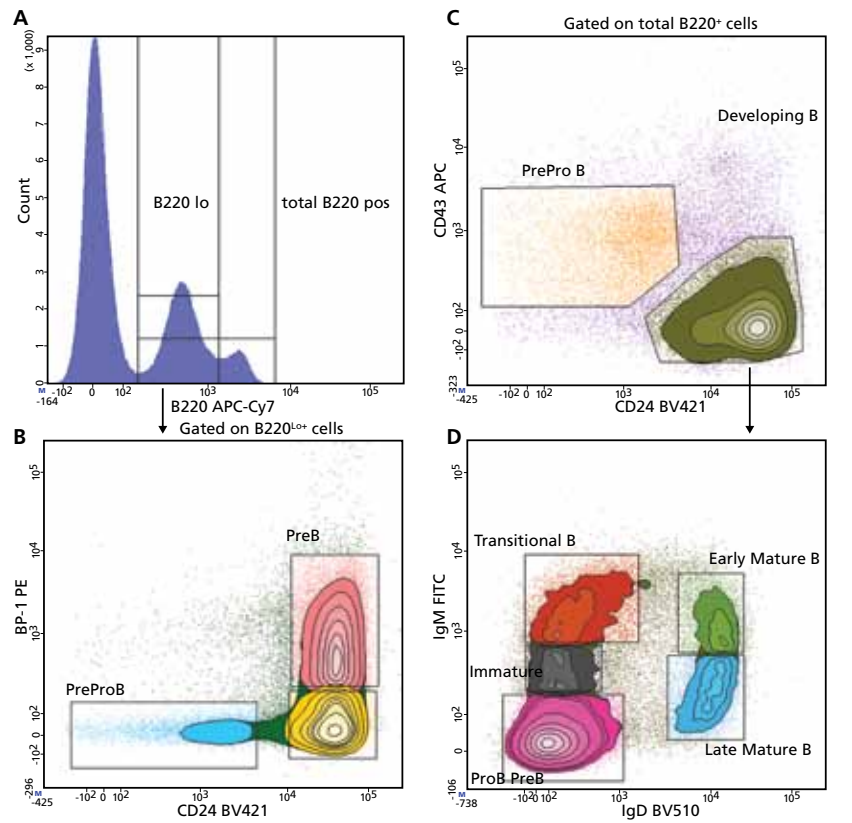 A
(x 1,000)
Count
9
8
7
6
5
4
3
2
1
0
B220 lo
total B220 pos
M
-164
-10² 0 10² 10³ 10⁴ 10⁵
B220 APC-Cy7
C
Gated on total B220⁺ cells
CD43 APC
10⁵
10⁴
10³
10²
0
-10²
-323
Developing B
PrePro B
M
-425
-10² 0 10² 10³ 10⁴ 10⁵
CD24 BV421
B
Gated on B220ᴸᵒ⁺ cells
BP-1 PE
10⁵
10⁴
10³
10²
0
-10²
-296
PreB
PreProB
M
-425
-10² 0 10² 10³ 10⁴ 10⁵
CD24 BV421
D
IgM FITC
10⁵
10⁴
10³
10²
0
-106
Transitional B
Early Mature B
Immature
Late Mature B
ProB PreB
M
-738
-10² 0 10² 10³ 10⁴ 10⁵
IgD BV510